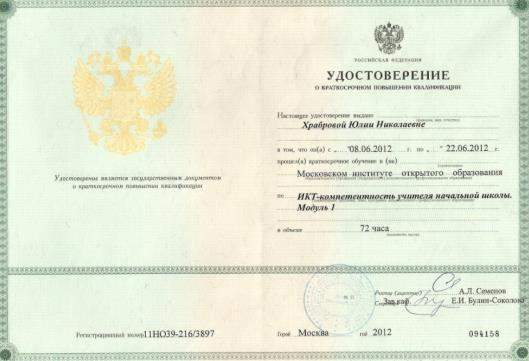 Удостоверение является государственным документом
о краткосрочном повышении квалификации
Регистрационный номер 11НО39-216/3897
РОССИЙСКАЯ ФЕДЕРАЦИЯ
УДОСТОВЕРЕНИЕ
О КРАТКОСРОЧНОМ ПОВЫШЕНИИ КВАЛИФИКАЦИИ
Настоящее удостоверение выдано
Храбровой Юлии Николаевне
в том, что он(а) с „ "08.06.2012 г. по „ " 22.06.2012 г.
прошел(а) краткосрочное обучение в (на)
Московском институте открытого образования
по ИКТ-компетентность учителя начальной школы.
Модуль 1
в объеме 72 часа
Ректор А.Л. Семенов
Зав.каф. Е.И. Булин-Соколова
Город Москва год 2012
094158